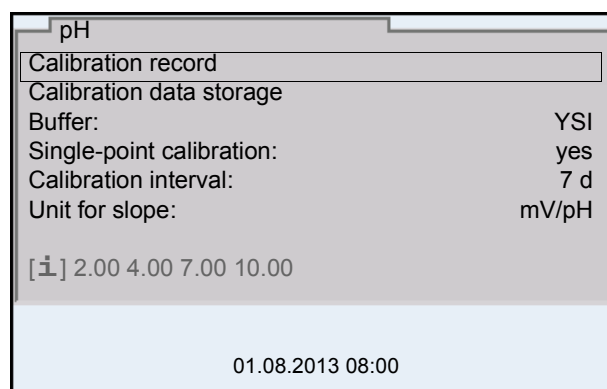 pH
Calibration record
Calibration data storage
Buffer: YSI
Single-point calibration: yes
Calibration interval: 7 d
Unit for slope: mV/pH
[i] 2.00 4.00 7.00 10.00
01.08.2013 08:00